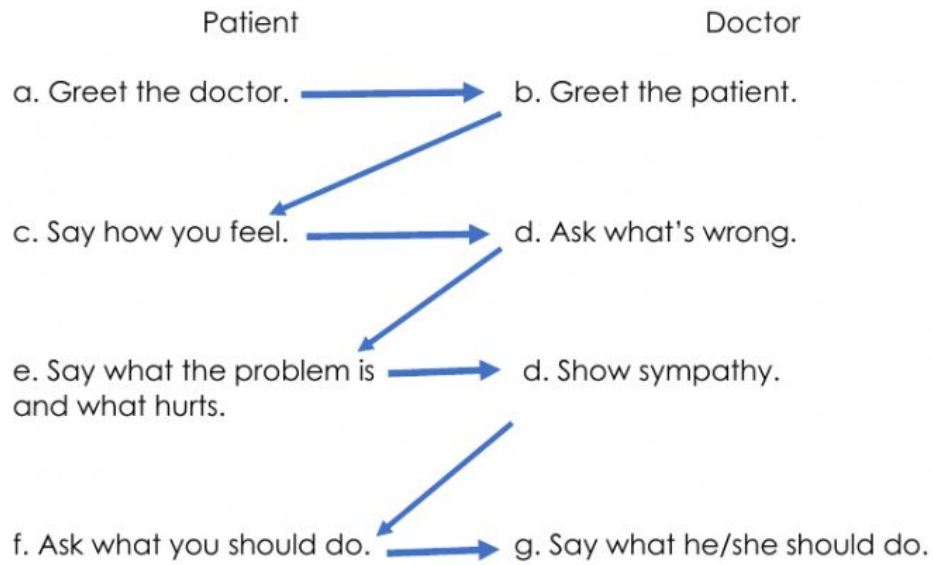 Patient Doctor
a. Greet the doctor. b. Greet the patient.
c. Say how you feel. d. Ask what's wrong.
e. Say what the problem is d. Show sympathy.
and what hurts.
f. Ask what you should do. g. Say what he/she should do.